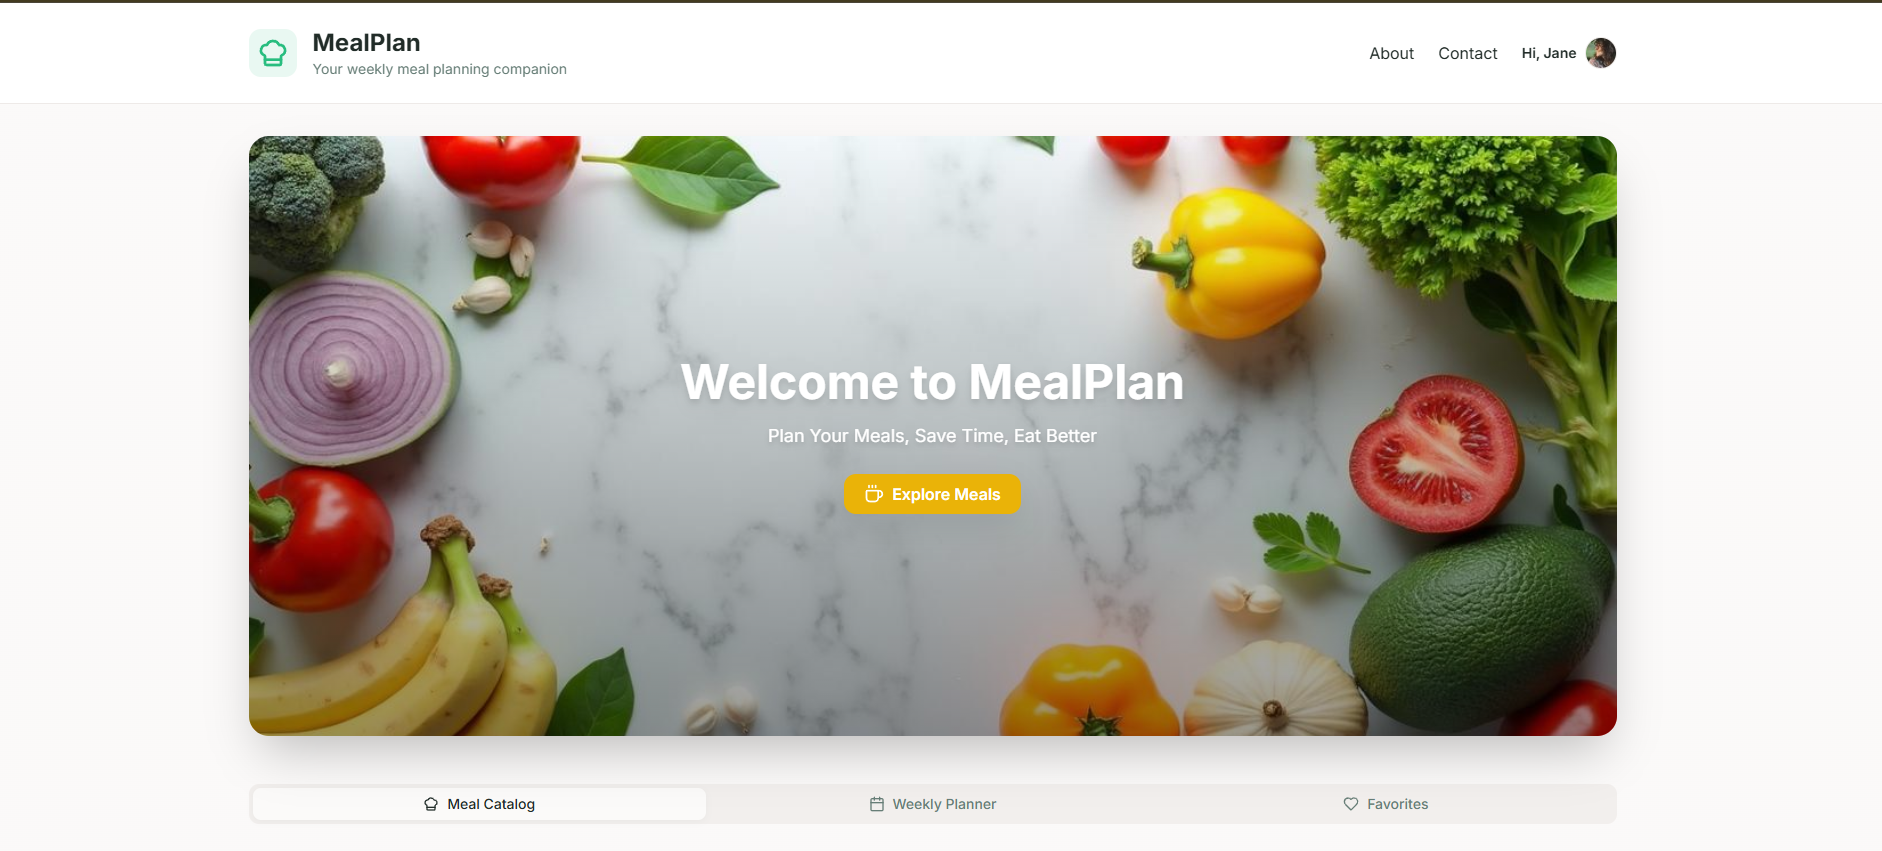 MealPlan
Your weekly meal planning companion
About
Contact
Hi, Jane
Welcome to MealPlan
Plan Your Meals, Save Time, Eat Better
Explore Meals
Meal Catalog
Weekly Planner
Favorites